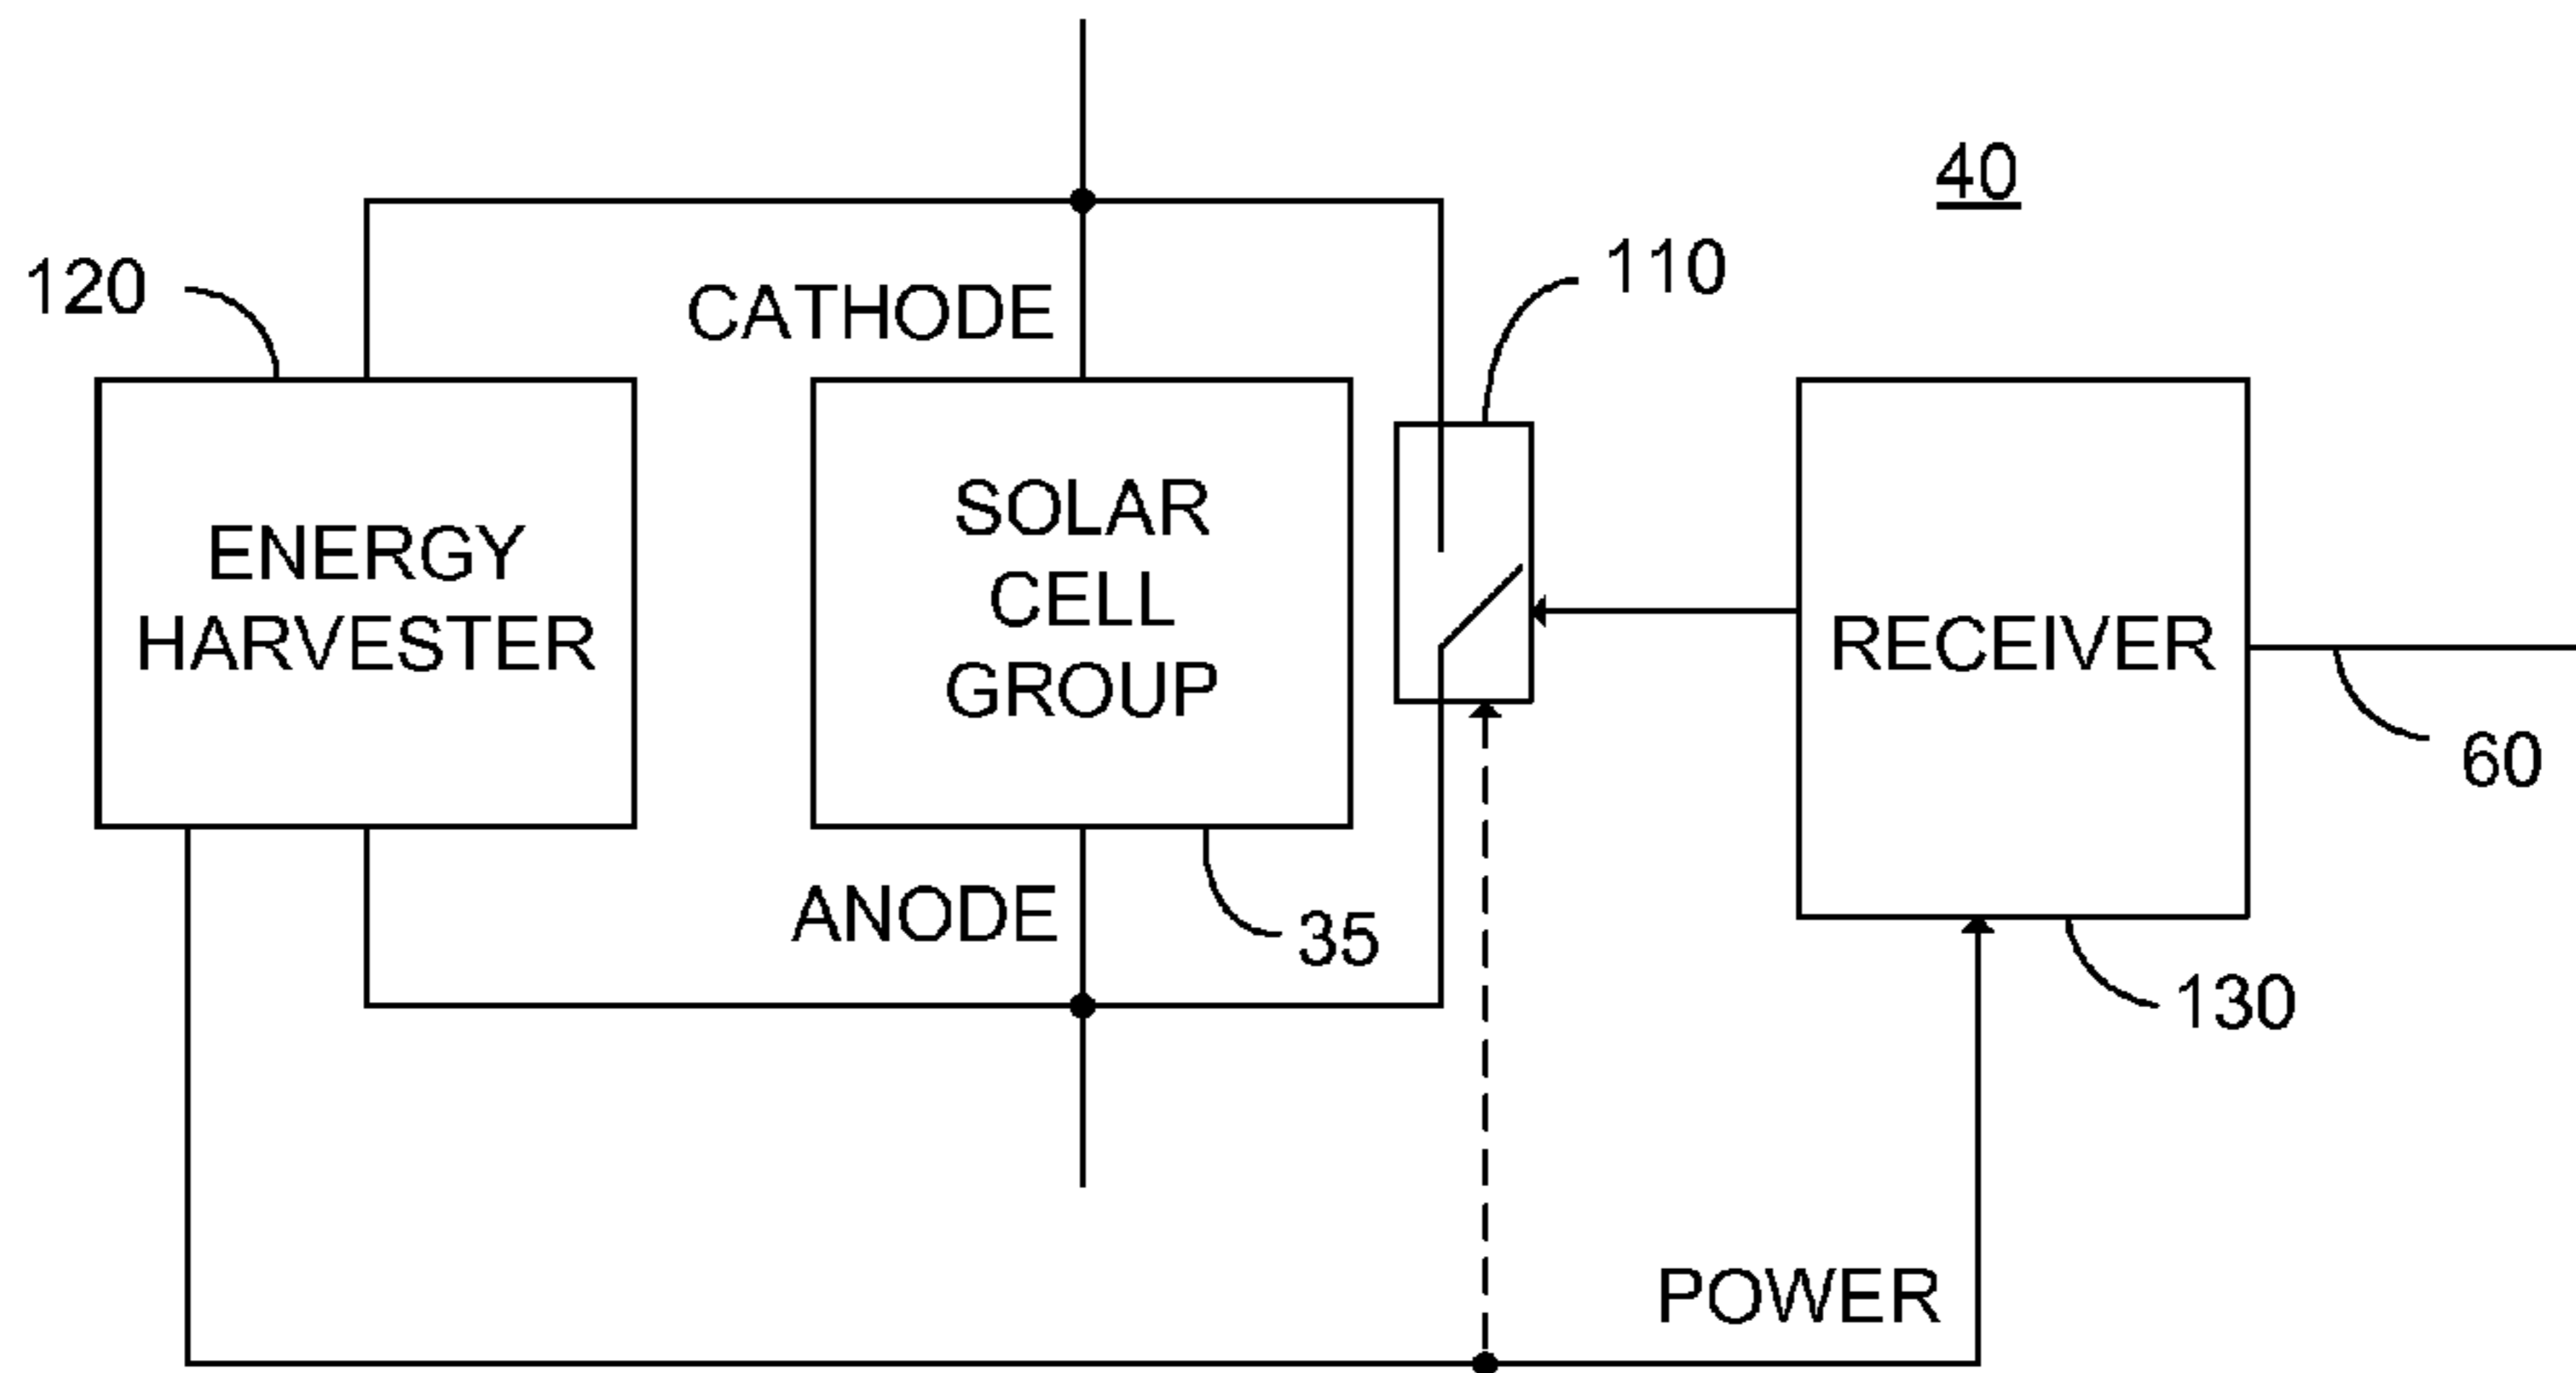 40
110
120
CATHODE
SOLAR
CELL
GROUP
ENERGY
HARVESTER
RECEIVER
60
ANODE
35
130
POWER